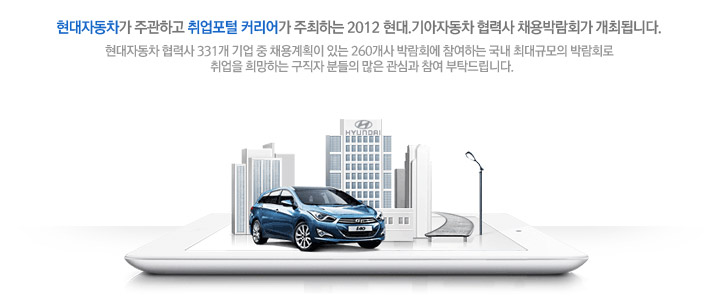 현대자동차가 주관하고 취업포털 커리어가 주최하는 2012 현대.기아자동차 협력사 채용박람회가 개최됩니다.
현대자동차 협력사 331개 기업 중 채용계획이 있는 260개사 박람회에 참여하는 국내 최대규모의 박람회로
취업을 희망하는 구직자 분들의 많은 관심과 참여 부탁드립니다.
HYUNDAI
i40